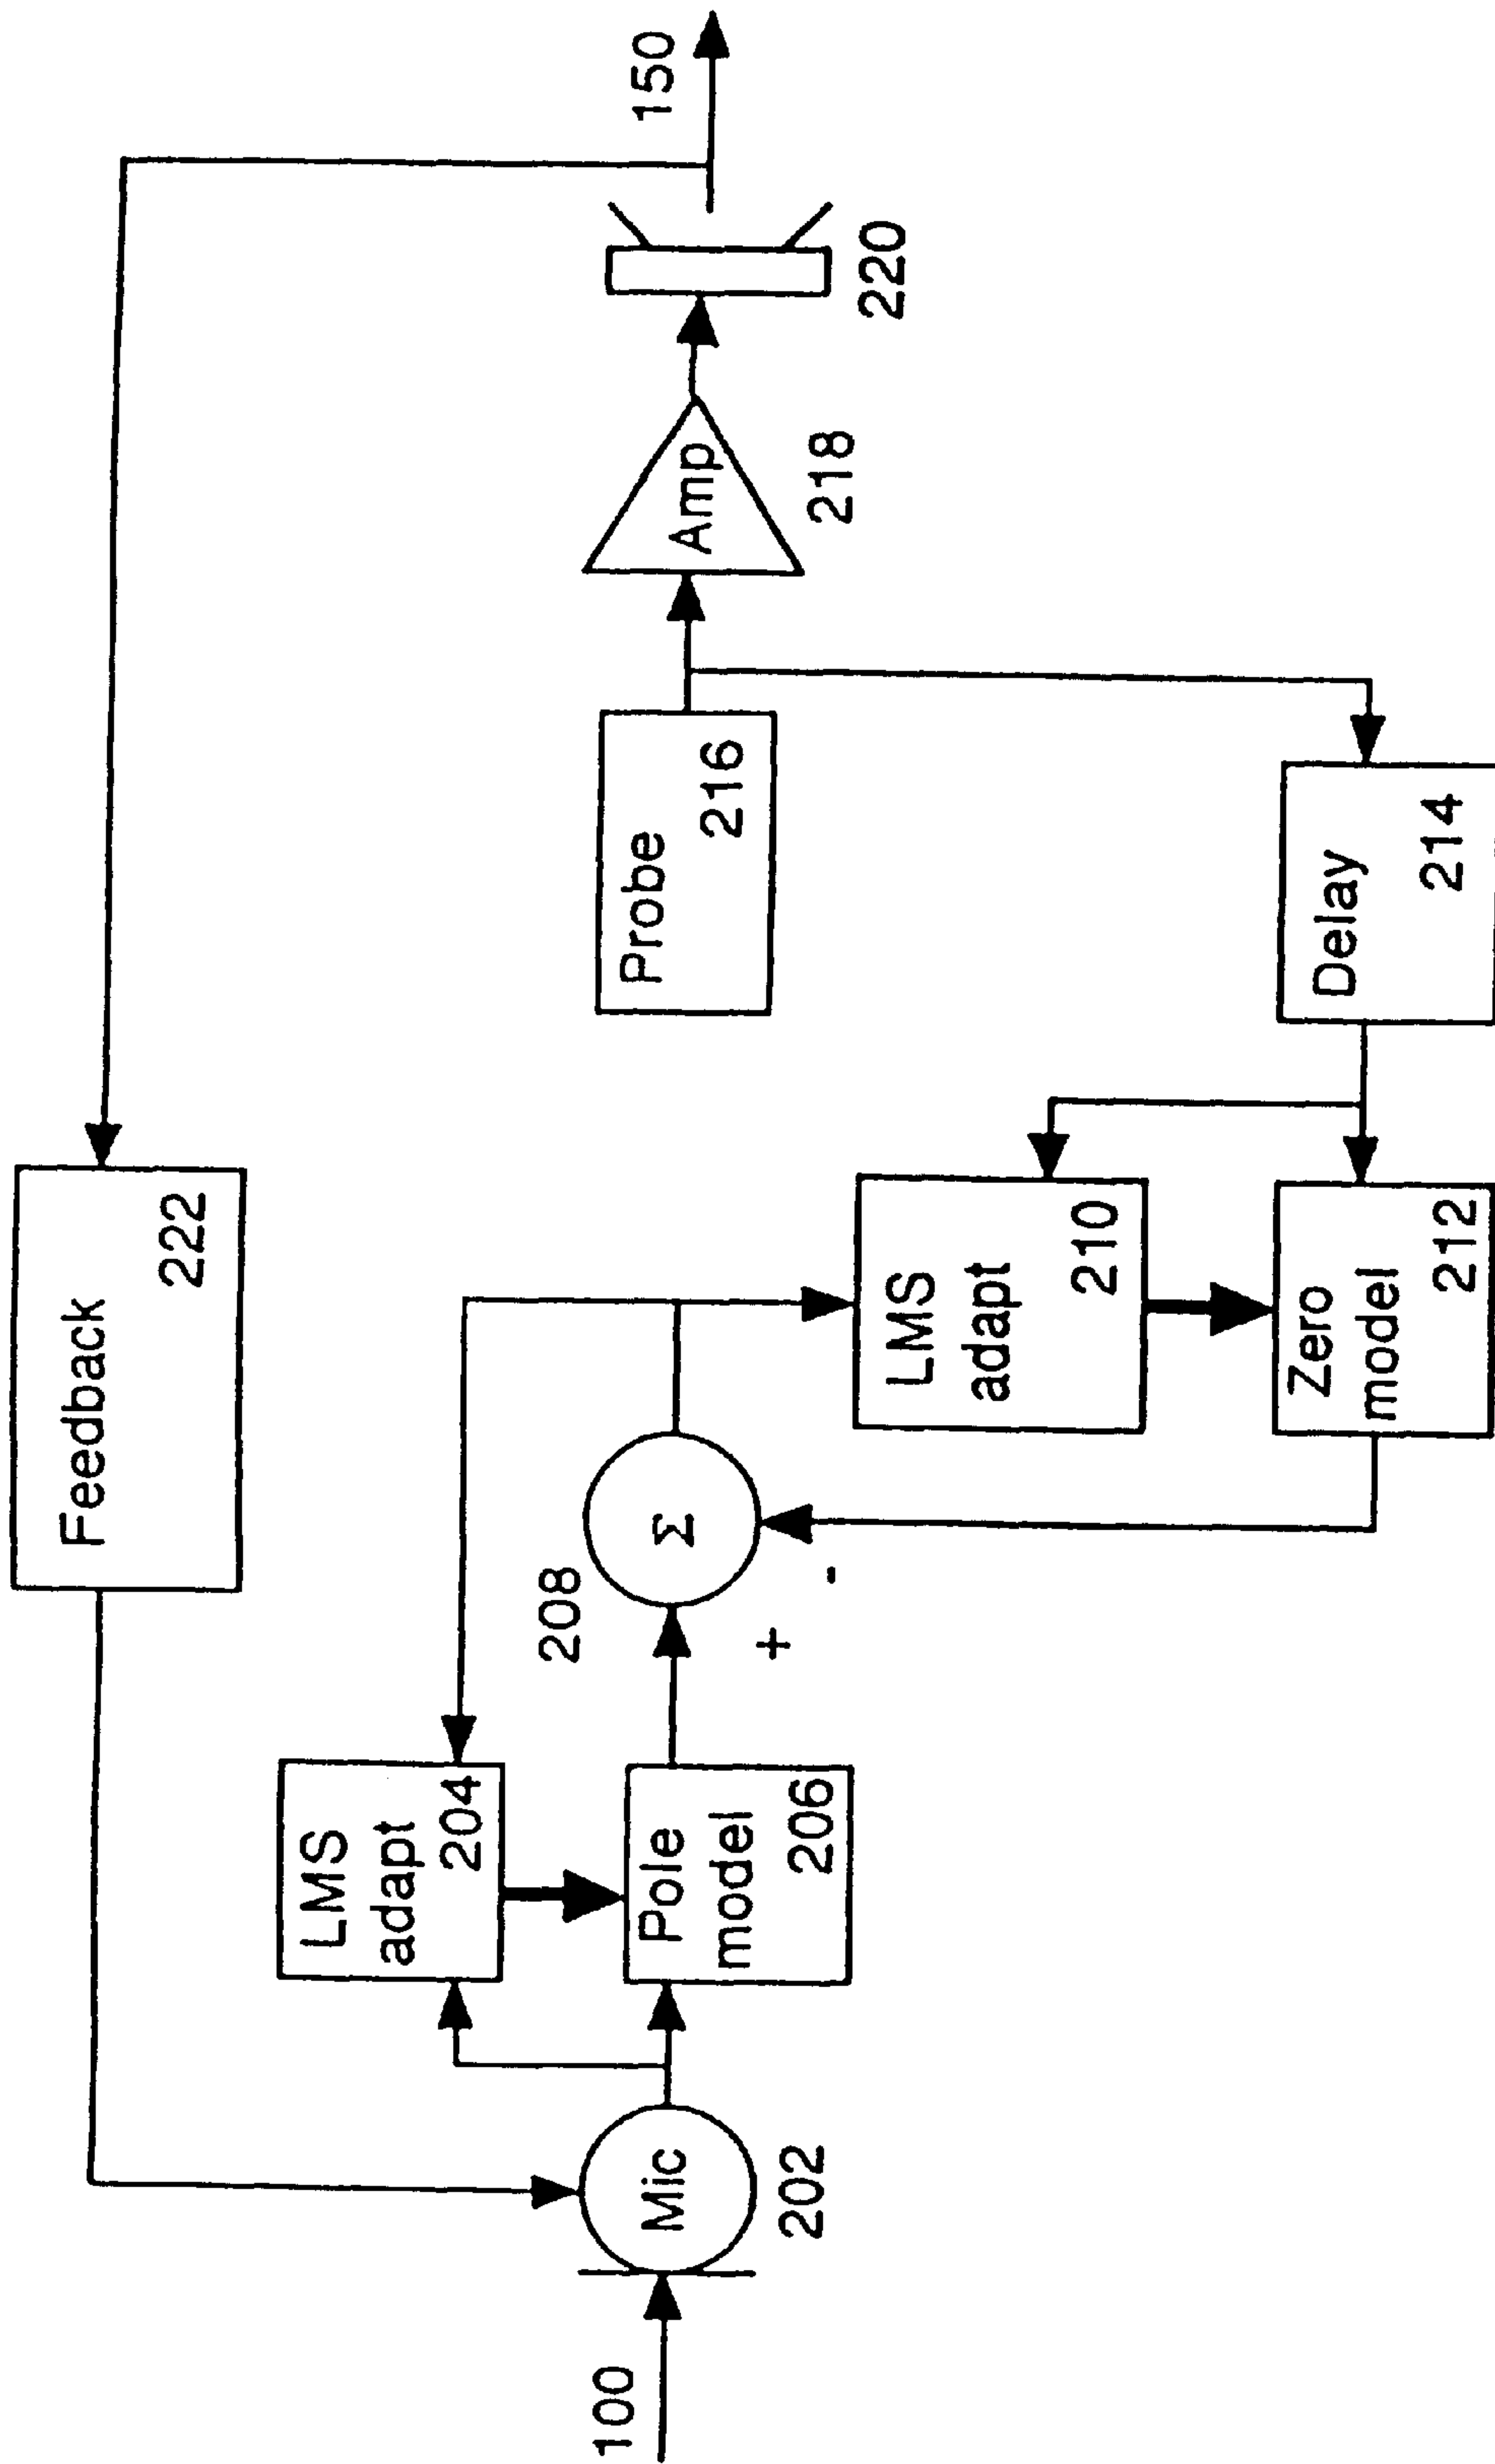 Feedback
222
LMS
adapt
204
208
150
100
Mic
202
Pole
model
206
Σ
+
-
Probe
216
Amp
218
220
LMS
adapt
210
Zero
model
212
Delay
214